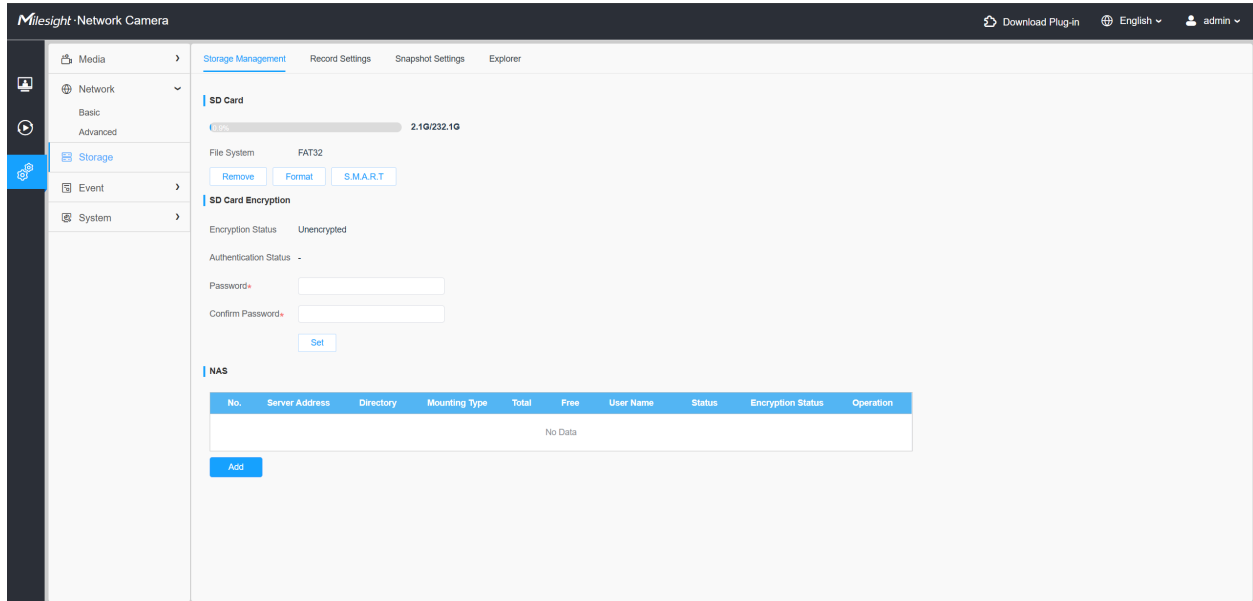 Milesight · Network Camera
Download Plug-in
English
admin
Media
Network
Basic
Advanced
Storage
Event
System
Storage Management Record Settings Snapshot Settings Explorer
SD Card
0.9% 2.1G/232.1G
File System FAT32
Remove Format S.M.A.R.T
SD Card Encryption
Encryption Status Unencrypted
Authentication Status -
Password*
Confirm Password*
Set
NAS
No. Server Address Directory Mounting Type Total Free User Name Status Encryption Status Operation
No Data
Add